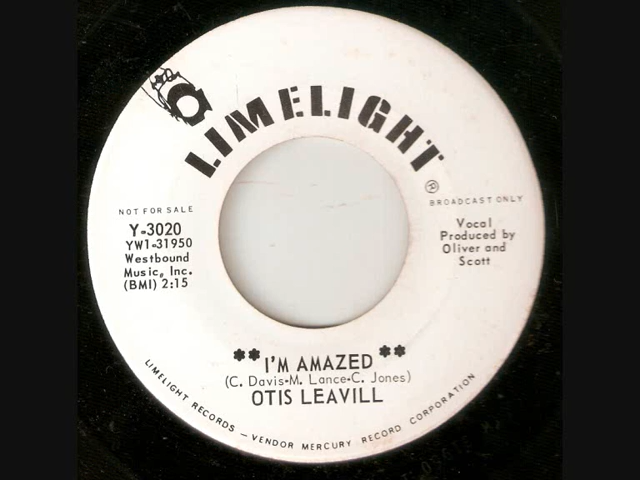 LIMELIGHT
®
NOT FOR SALE
Y-3020
YW1-31950
Westbound
Music, Inc.
(BMI) 2:15
BROADCAST ONLY
Vocal
Produced by
Oliver and
Scott
**I'M AMAZED**
(C. Davis-M. Lance-C. Jones)
OTIS LEAVILL
LIMELIGHT RECORDS – VENDOR MERCURY RECORD CORPORATION